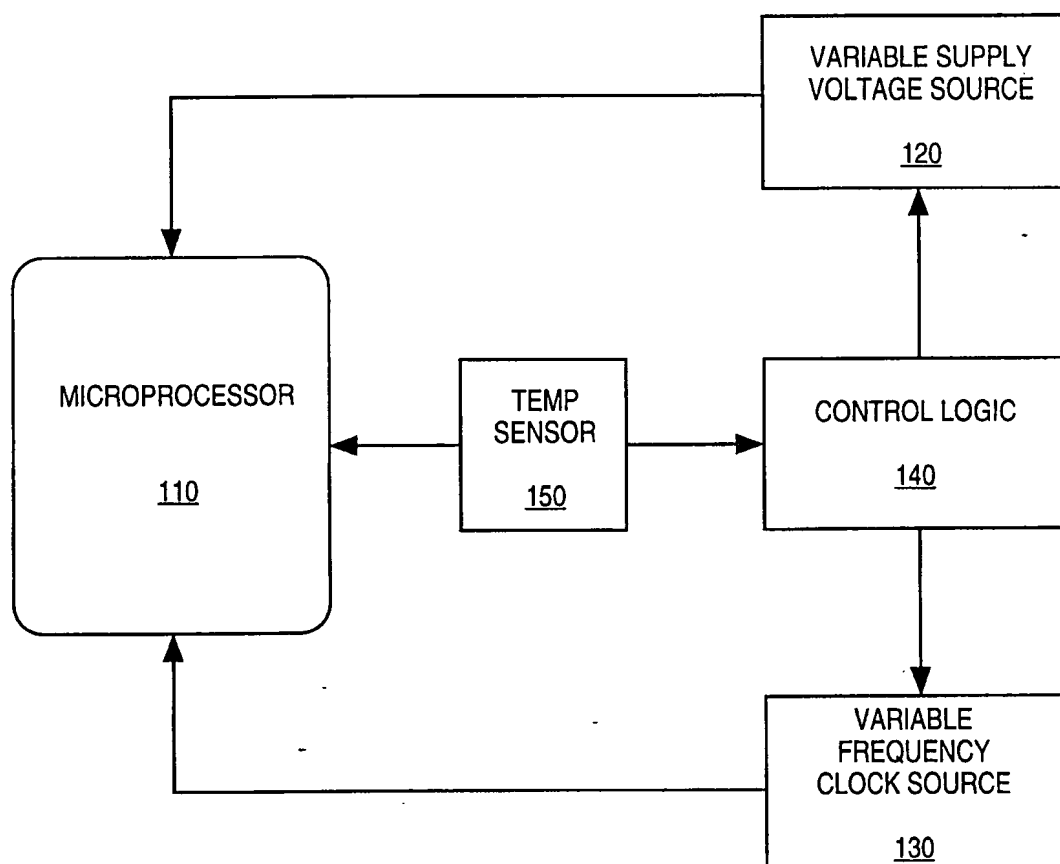 VARIABLE SUPPLY
VOLTAGE SOURCE
120
MICROPROCESSOR
110
TEMP
SENSOR
150
CONTROL LOGIC
140
VARIABLE
FREQUENCY
CLOCK SOURCE
130